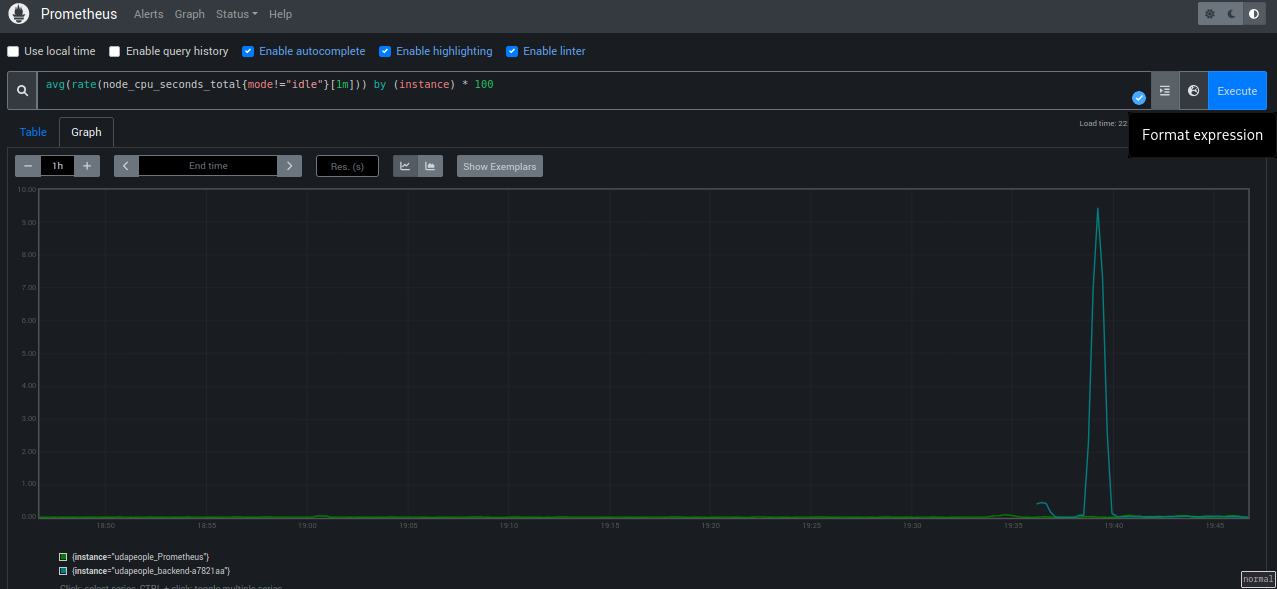 Prometheus Alerts Graph Status Help
Use local time Enable query history Enable autocomplete Enable highlighting Enable linter
avg(rate(node_cpu_seconds_total{mode!="idle"}[1m])) by (instance) * 100
Execute
Load time: 22
Format expression
Table Graph
− 1h + End time Res. (s) Show Exemplars
10.00
9.00
8.00
7.00
6.00
5.00
4.00
3.00
2.00
1.00
0.00
18:50 18:55 19:00 19:05 19:10 19:15 19:20 19:25 19:30 19:35 19:40 19:45
{instance="udapeople_Prometheus"}
{instance="udapeople_backend-a7821aa"}
Click: select series, CTRL + click: toggle multiple series
normal